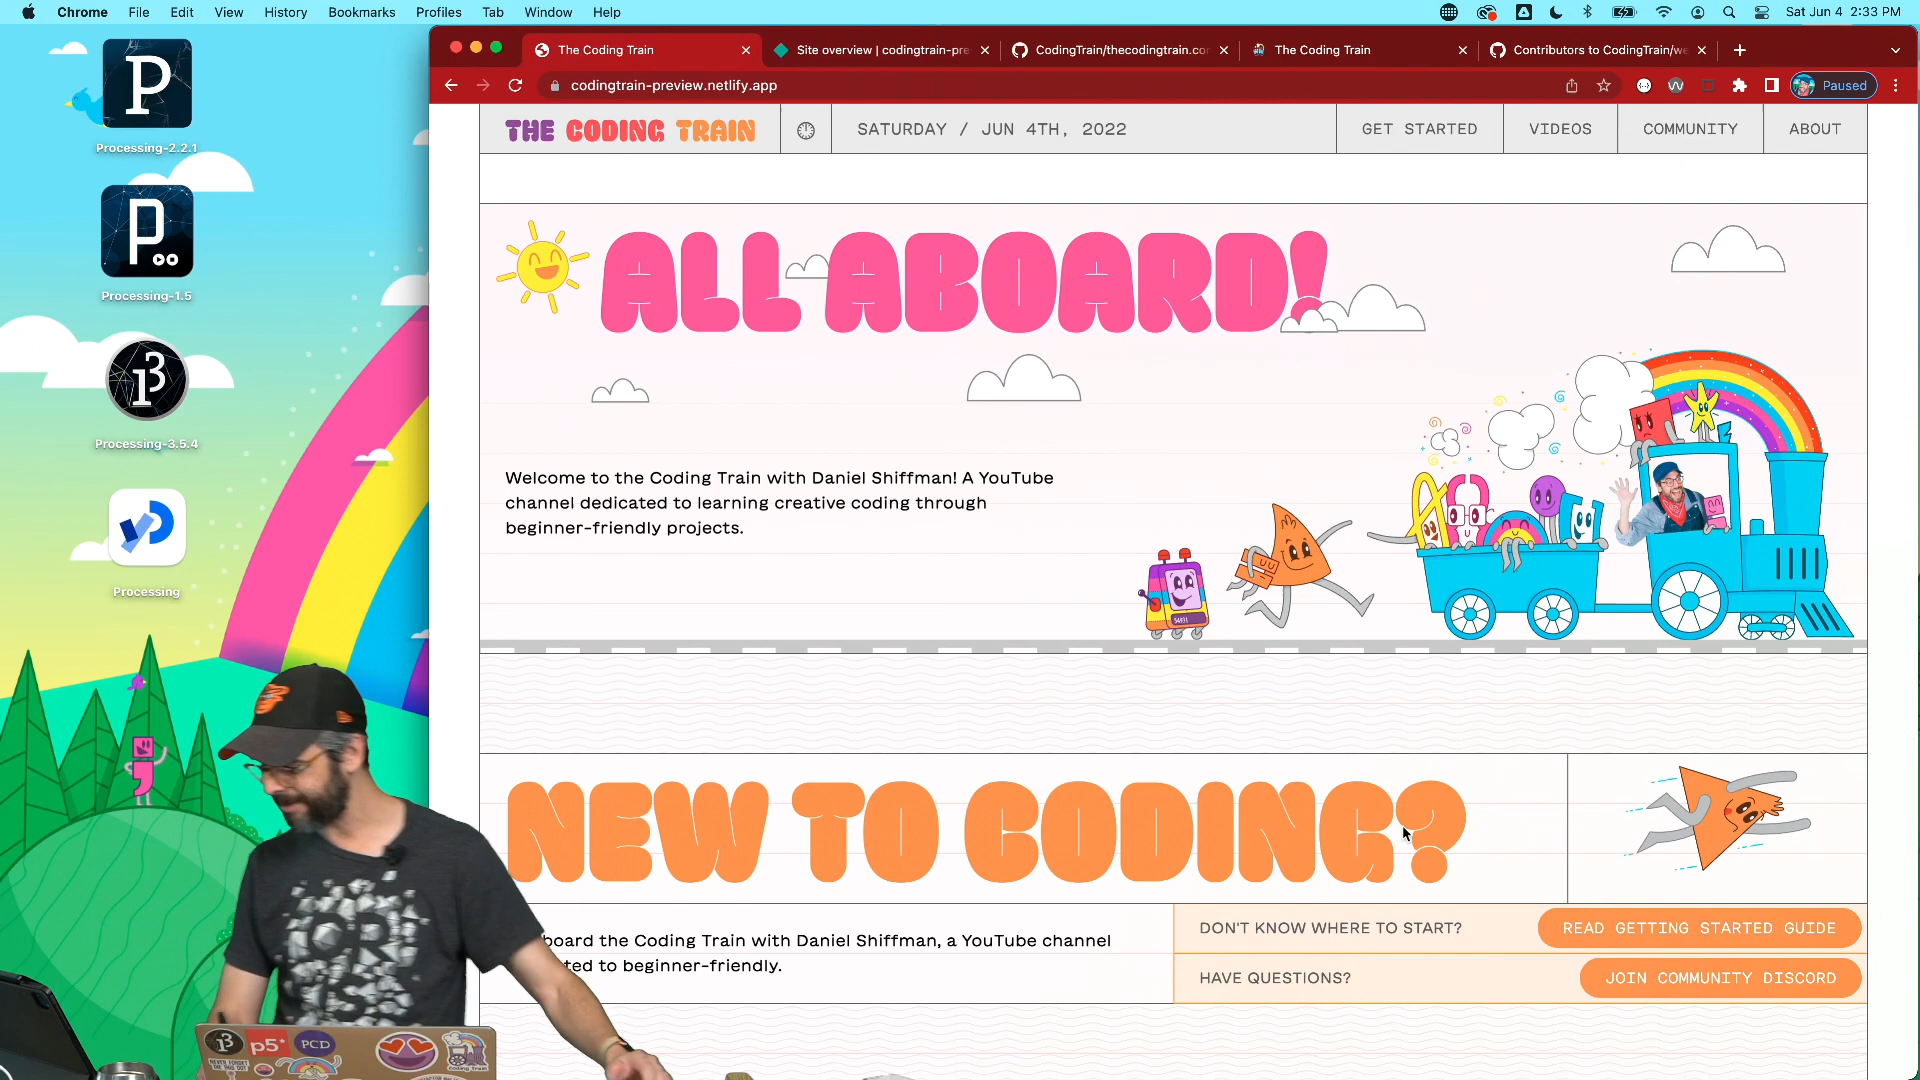 Chrome File Edit View History Bookmarks Profiles Tab Window Help Sat Jun 4 2:33 PM
The Coding Train Site overview | codingtrain-pre CodingTrain/thecodingtrain.co The Coding Train Contributors to CodingTrain/we
codingtrain-preview.netlify.app Paused
THE CODING TRAIN SATURDAY / JUN 4TH, 2022 GET STARTED VIDEOS COMMUNITY ABOUT
Processing-2.2.1
Processing-1.5
Processing-3.5.4
Processing
ALL ABOARD!
Welcome to the Coding Train with Daniel Shiffman! A YouTube
channel dedicated to learning creative coding through
beginner-friendly projects.
NEW TO CODING?
board the Coding Train with Daniel Shiffman, a YouTube channel
ted to beginner-friendly.
DON'T KNOW WHERE TO START? READ GETTING STARTED GUIDE
HAVE QUESTIONS? JOIN COMMUNITY DISCORD
p5* PCD